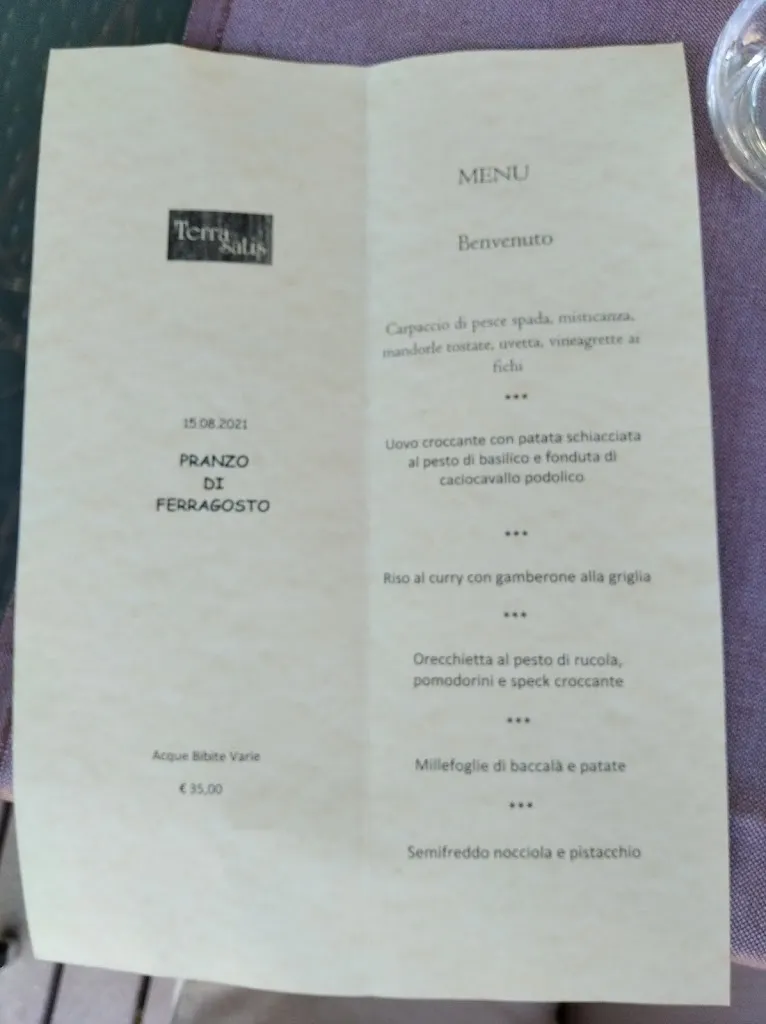 Terra
Satis
15.08.2021
PRANZO
DI
FERRAGOSTO
Acque Bibite Varie
€ 35,00
MENU
Benvenuto
Carpaccio di pesce spada, misticanza,
mandorle tostate, uvetta, vineagrette ai
fichi
***
Uovo croccante con patata schiacciata
al pesto di basilico e fonduta di
caciocavallo podolico
***
Riso al curry con gamberone alla griglia
***
Orecchietta al pesto di rucola,
pomodorini e speck croccante
***
Millefoglie di baccalà e patate
***
Semifreddo nocciola e pistacchio